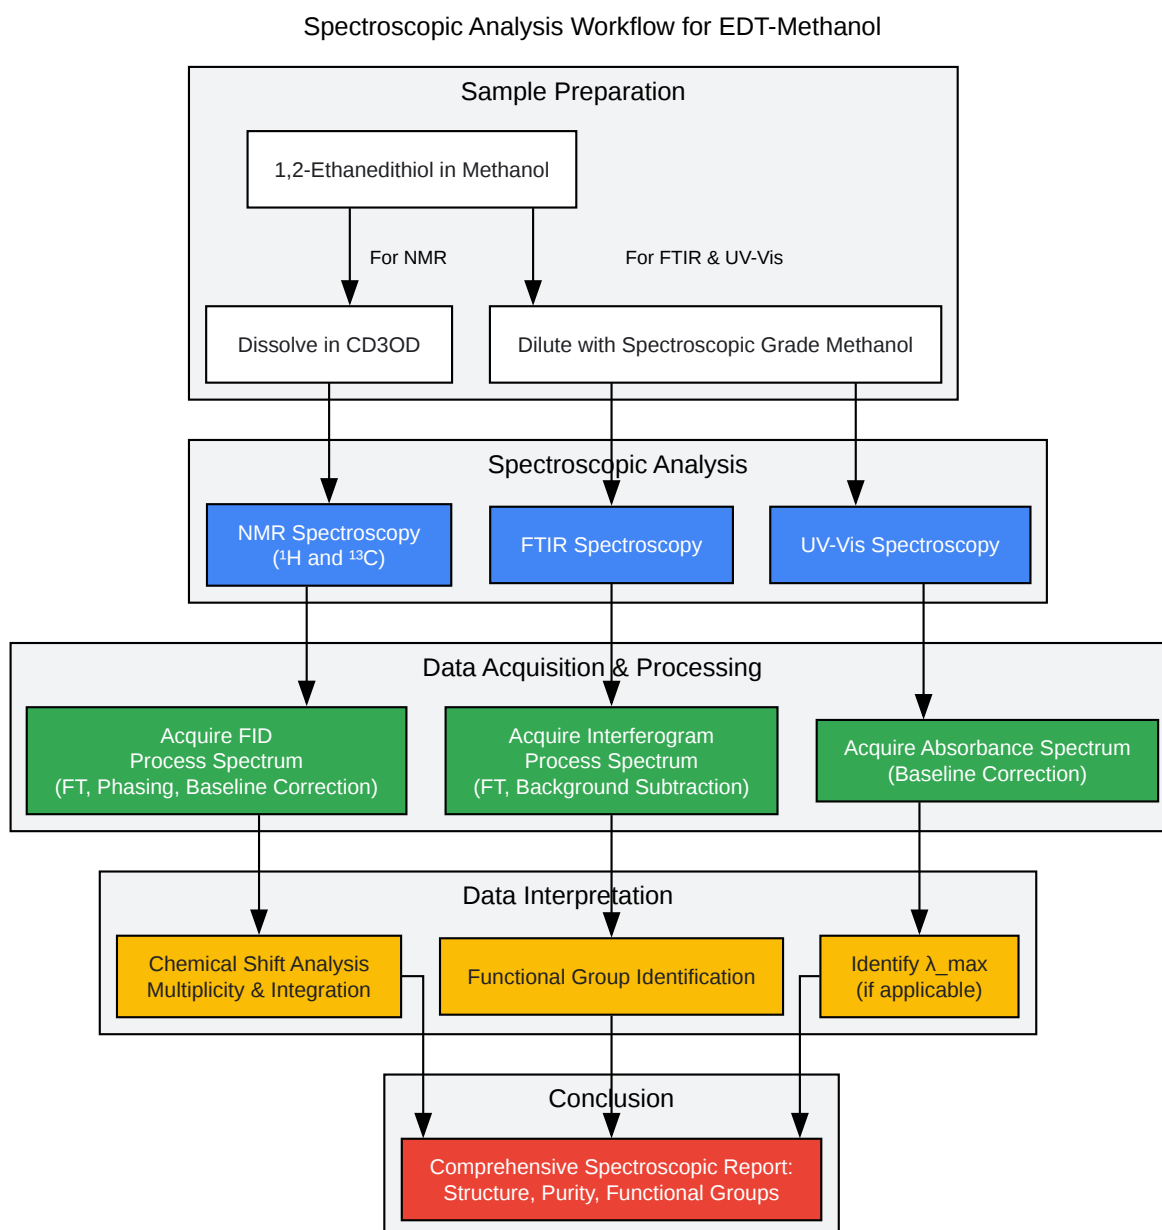 Spectroscopic Analysis Workflow for EDT-Methanol
Sample Preparation
1,2-Ethanedithiol in Methanol
For NMR
For FTIR & UV-Vis
Dissolve in CD3OD
Dilute with Spectroscopic Grade Methanol
Spectroscopic Analysis
NMR Spectroscopy
(¹H and ¹³C)
FTIR Spectroscopy
UV-Vis Spectroscopy
Data Acquisition & Processing
Acquire FID
Process Spectrum
(FT, Phasing, Baseline Correction)
Acquire Interferogram
Process Spectrum
(FT, Background Subtraction)
Acquire Absorbance Spectrum
(Baseline Correction)
Data Interpretation
Chemical Shift Analysis
Multiplicity & Integration
Functional Group Identification
Identify λ_max
(if applicable)
Conclusion
Comprehensive Spectroscopic Report:
Structure, Purity, Functional Groups